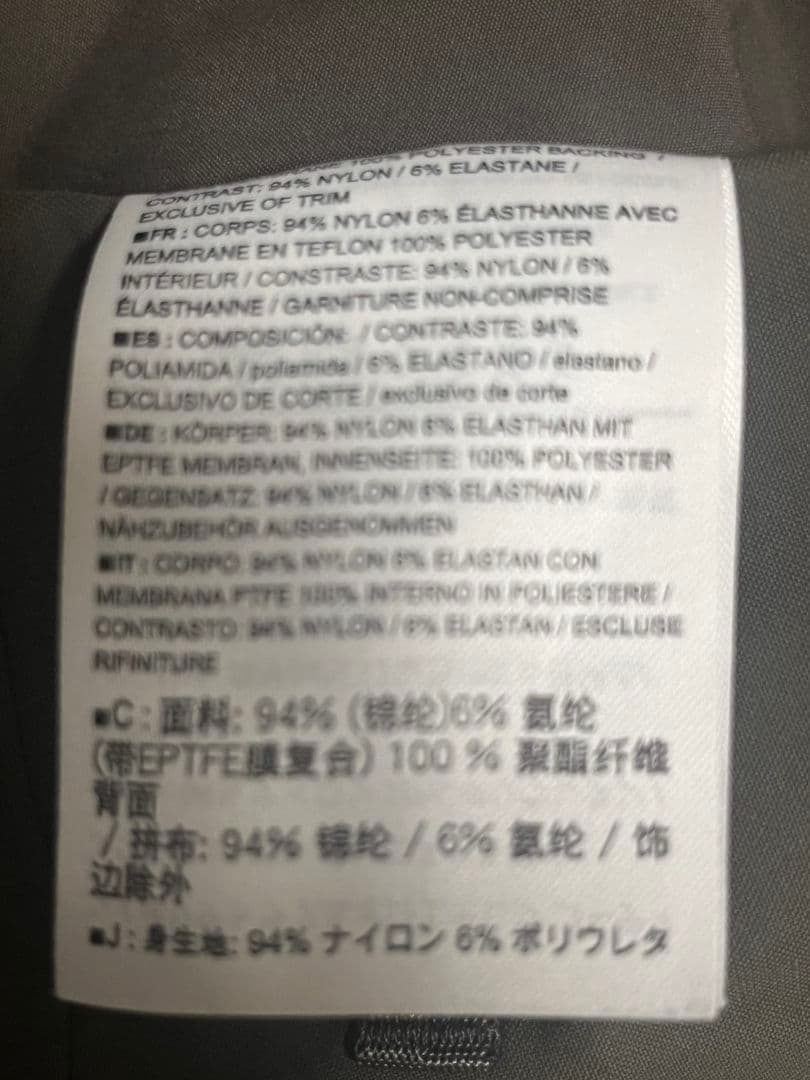 100% POLYESTER BACKING /
CONTRAST: 94% NYLON / 6% ELASTANE /
EXCLUSIVE OF TRIM
■FR : CORPS: 94% NYLON 6% ÉLASTHANNE AVEC
MEMBRANE EN TEFLON 100% POLYESTER
INTÉRIEUR / CONSTRASTE: 94% NYLON / 6%
ÉLASTHANNE / GARNITURE NON-COMPRISE
■ES : COMPOSICIÓN: / CONTRASTE: 94%
POLIAMIDA / poliamida / 6% ELASTANO / elastano /
EXCLUSIVO DE CORTE / exclusivo de corte
■DE : KÖRPER: 94% NYLON 6% ELASTHAN MIT
EPTFE MEMBRAN, INNENSEITE: 100% POLYESTER
/ GEGENSATZ: 94% NYLON / 6% ELASTHAN /
NÄHZUBEHÖR AUSGENOMMEN
■IT : CORPO: 94% NYLON 6% ELASTAN CON
MEMBRANA PTFE 100% INTERNO IN POLIESTERE /
CONTRASTO: 94% NYLON / 6% ELASTAN / ESCLUSE
RIFINITURE
■C : 面料: 94% (锦纶)6% 氨纶
(带EPTFE膜复合) 100 % 聚酯纤维
背面
/ 拼布: 94% 锦纶 / 6% 氨纶 / 饰
边除外
■J : 身生地: 94% ナイロン 6% ポリウレタ